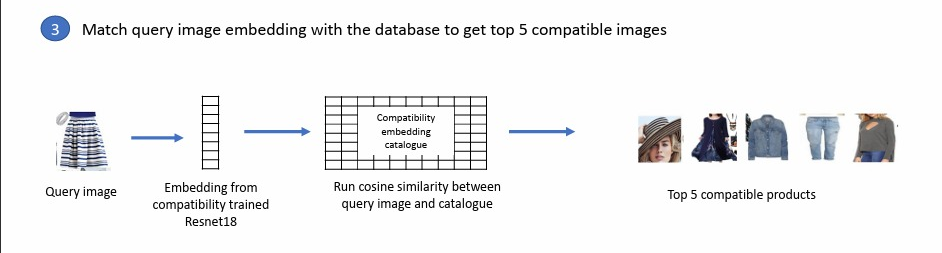 3 Match query image embedding with the database to get top 5 compatible images
Compatibility
embedding
catalogue
Query image
Embedding from
compatibility trained
Resnet18
Run cosine similarity between
query image and catalogue
Top 5 compatible products